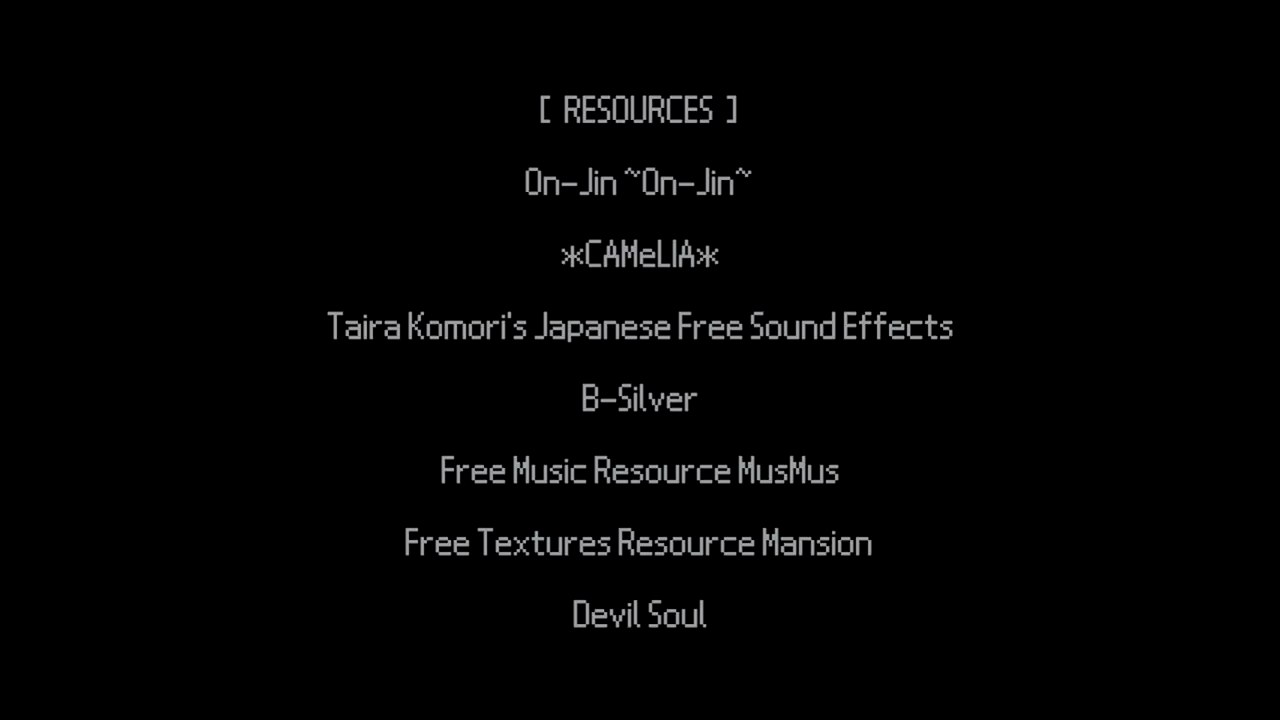 [ RESOURCES ]
On-Jin ~On-Jin~
*CAMeLIA*
Taira Komori's Japanese Free Sound Effects
B-Silver
Free Music Resource MusMus
Free Textures Resource Mansion
Devil Soul